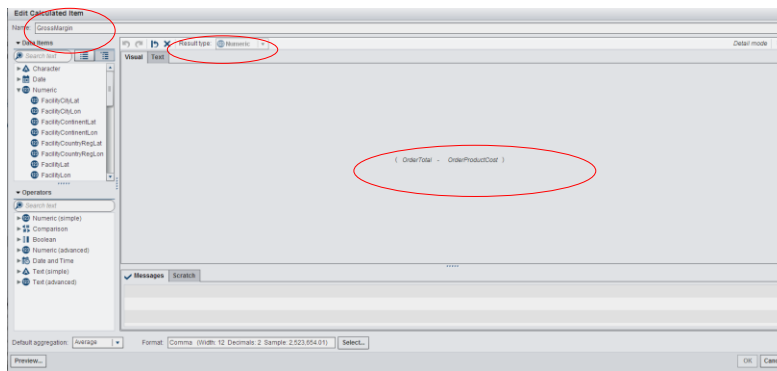 Edit Calculated Item
Name: GrossMargin
Data Items
Search text
Character
Date
Numeric
FacilityCityLat
FacilityCityLon
FacilityContinentLat
FacilityContinentLon
FacilityCountryRegLat
FacilityCountryRegLon
FacilityLat
FacilityLon
Operators
Search text
Numeric (simple)
Comparison
Boolean
Numeric (advanced)
Date and Time
Text (simple)
Text (advanced)
Result type: Numeric
Detail mode
Visual Text
( OrderTotal - OrderProductCost )
Messages Scratch
Default aggregation: Average Format: Comma (Width: 12 Decimals: 2 Sample: 2,523,654.01) Select...
Preview... OK Canc